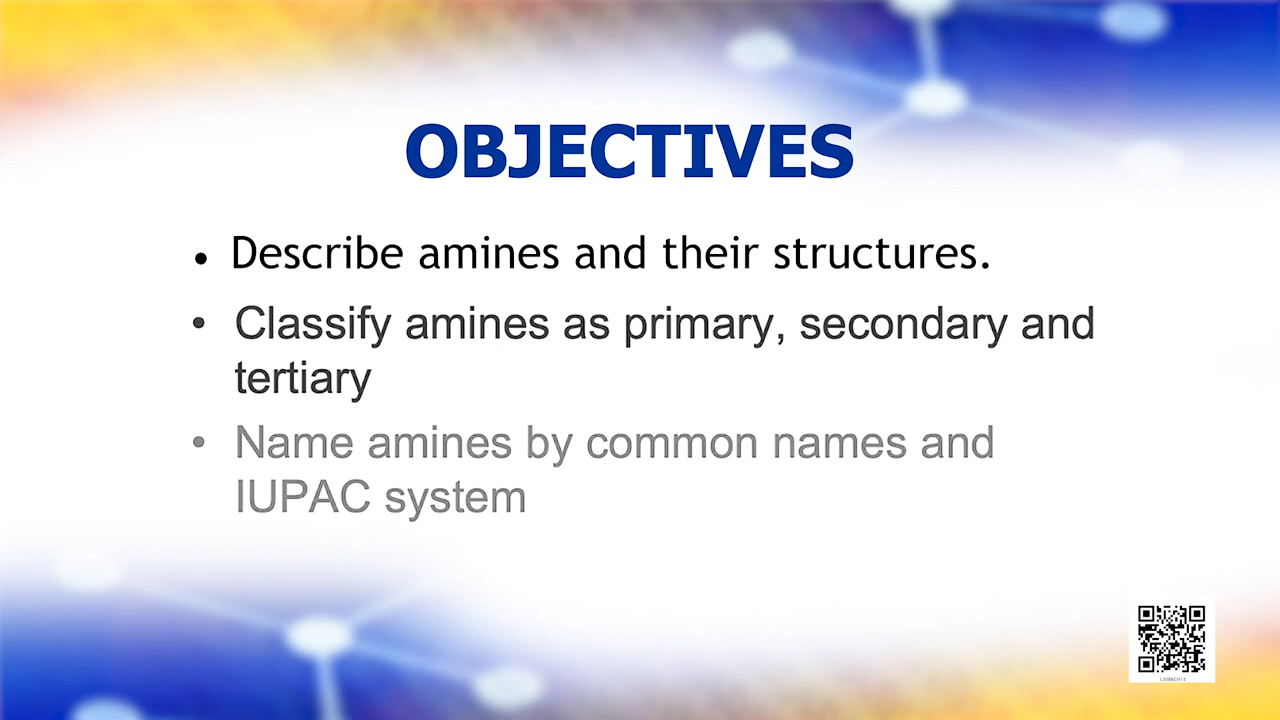 OBJECTIVES
• Describe amines and their structures.
• Classify amines as primary, secondary and
tertiary
• Name amines by common names and
IUPAC system